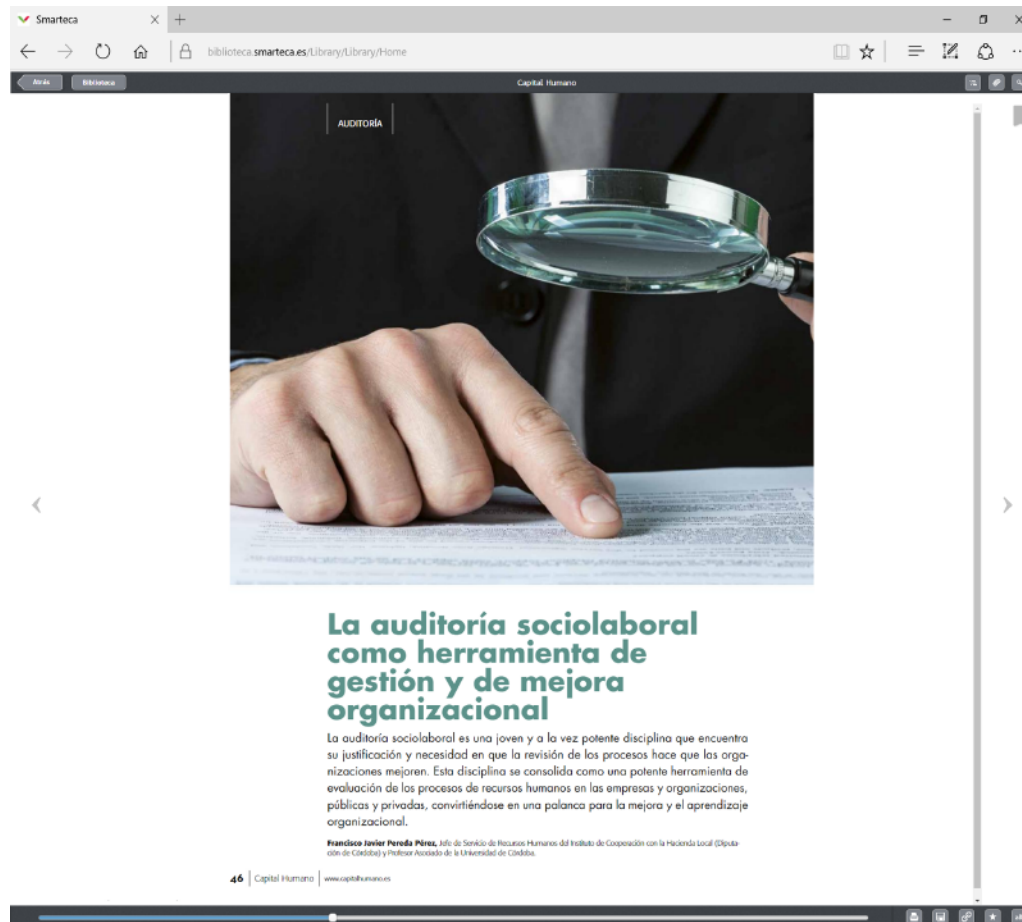 Smarteca
biblioteca.smarteca.es/Library/Library/Home
Atrás
Biblioteca
Capital Humano
AUDITORÍA
La auditoría sociolaboral
como herramienta de
gestión y de mejora
organizacional
La auditoría sociolaboral es una joven y a la vez potente disciplina que encuentra
su justificación y necesidad en que la revisión de los procesos hace que las orga-
nizaciones mejoren. Esta disciplina se consolida como una potente herramienta de
evaluación de los procesos de recursos humanos en las empresas y organizaciones,
públicas y privadas, convirtiéndose en una palanca para la mejora y el aprendizaje
organizacional.
Francisco Javier Pereda Pérez, Jefe de Servicio de Recursos Humanos del Instituto de Cooperación con la Hacienda Local (Diputa-
ción de Córdoba) y Profesor Asociado de la Universidad de Córdoba.
46 Capital Humano www.capitalhumano.es